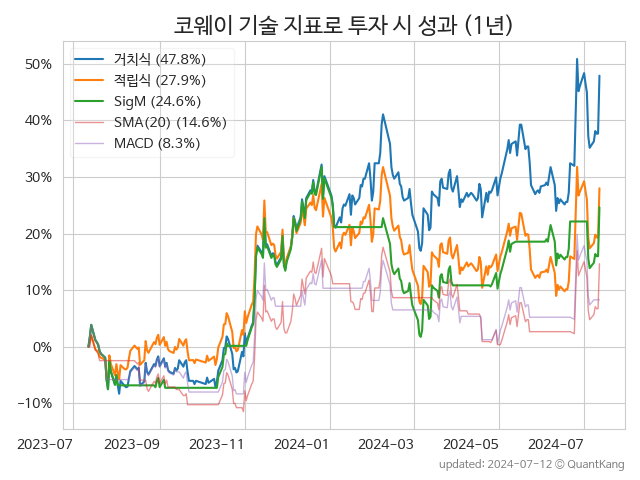 코웨이 기술 지표로 투자 시 성과 (1년)
거치식 (47.8%)
적립식 (27.9%)
SigM (24.6%)
SMA(20) (14.6%)
MACD (8.3%)
50%
40%
30%
20%
10%
0%
−10%
2023-07 2023-09 2023-11 2024-01 2024-03 2024-05 2024-07
updated: 2024-07-12 © QuantKang